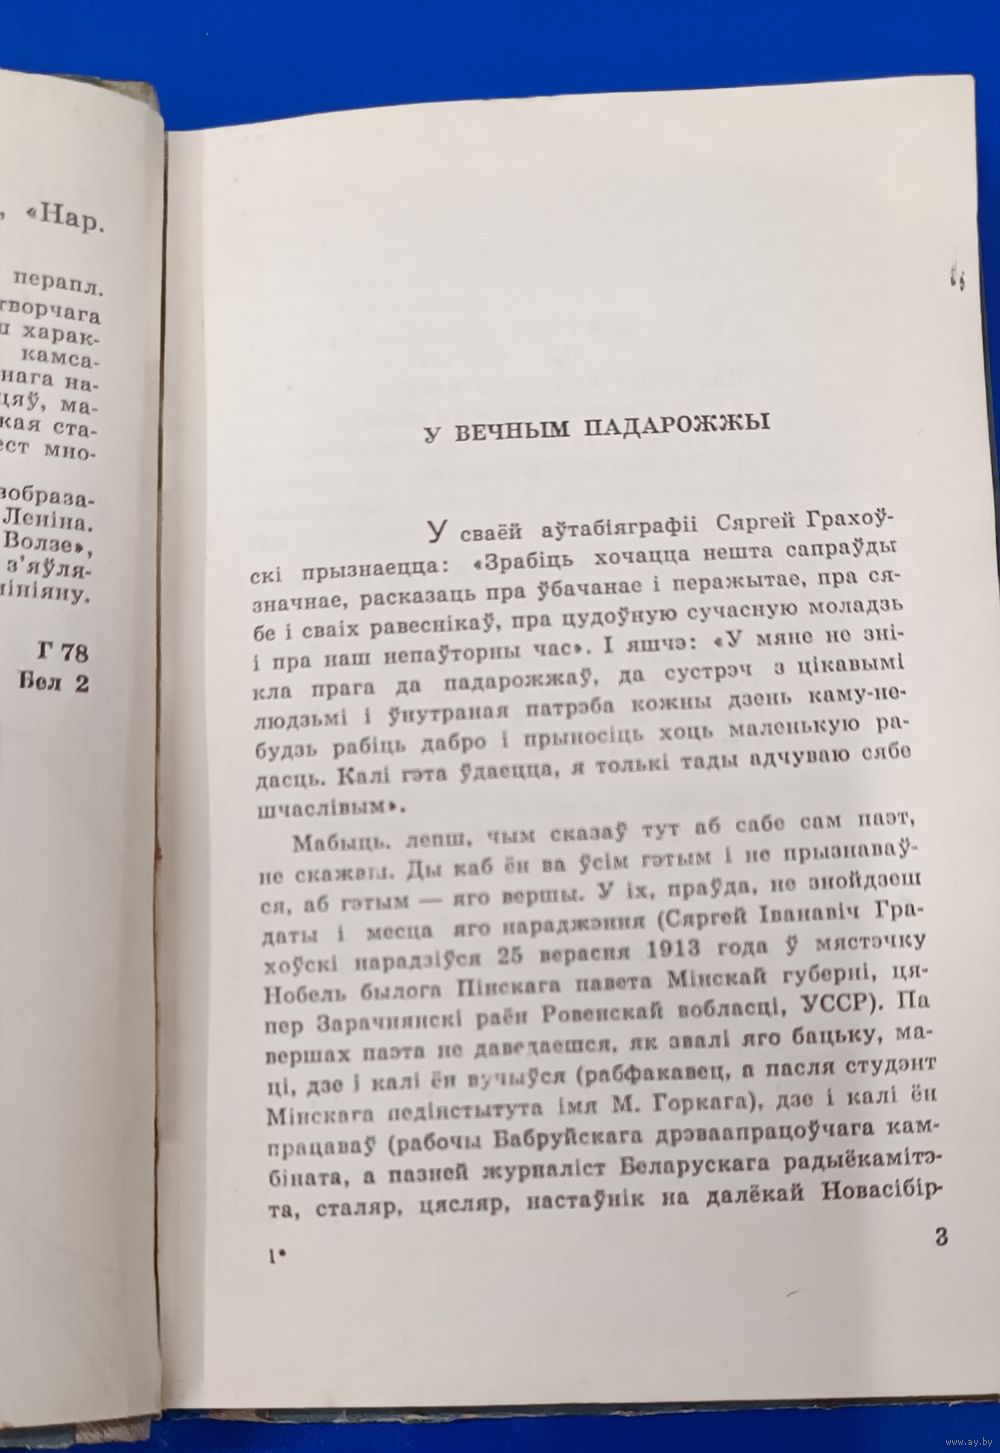 , «Нар.
перапл.
творчага
харак-
камса-
нага на-
цяў, ма-
кая ста-
ест мно-
зобраза-
Леніна.
Волзе»,
з'яўля-
ініяну.
Г 78
Бел 2
У ВЕЧНЫМ ПАДАРОЖЖЫ
У сваёй аўтабіяграфіі Сяргей Грахоў-
скі прызнаецца: «Зрабіць хочацца нешта сапраўды
значнае, расказаць пра ўбачанае і перажытае, пра ся-
бе і сваіх равеснікаў, пра цудоўную сучасную моладзь
і пра наш непаўторны час». І яшчэ: «У мяне не зні-
кла прага да падарожжаў, да сустрэч з цікавымі
людзьмі і ўнутраная патрэба кожны дзень каму-не-
будзь рабіць дабро і прыносіць хоць маленькую ра-
дасць. Калі гэта ўдаецца, я толькі тады адчуваю сябе
шчаслівым».
Мабыць, лепш, чым сказаў тут аб сабе сам паэт,
не скажаш. Ды каб ён ва ўсім гэтым і не прызнаваў-
ся, аб гэтым — яго вершы. У іх, праўда, не знойдзеш
даты і месца яго нараджэння (Сяргей Іванавіч Гра-
хоўскі нарадзіўся 25 верасня 1913 года ў мястэчку
Нобель былога Пінскага павета Мінскай губерні, ця-
пер Зарачнянскі раён Ровенскай вобласці, УССР). Па
вершах паэта не даведаешся, як звалі яго бацьку, ма-
ці, дзе і калі ён вучыўся (рабфакавец, а пасля студэнт
Мінскага педінстытута імя М. Горкага), дзе і калі ён
працаваў (рабочы Бабруйскага дрэваапрацоўчага кам-
біната, а пазней журналіст Беларускага радыёкамітэ-
та, сталяр, цясляр, настаўнік на далёкай Новасібір-
1*
3
www.ay.by